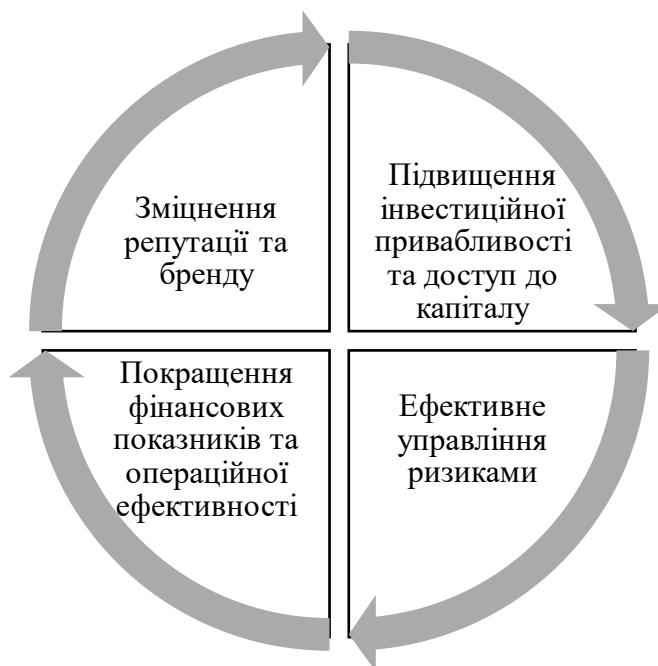 Зміцнення
репутації та
бренду
Підвищення
інвестиційної
привабливості
та доступ до
капіталу
Покращення
фінансових
показників та
операційної
ефективності
Ефективне
управління
ризиками